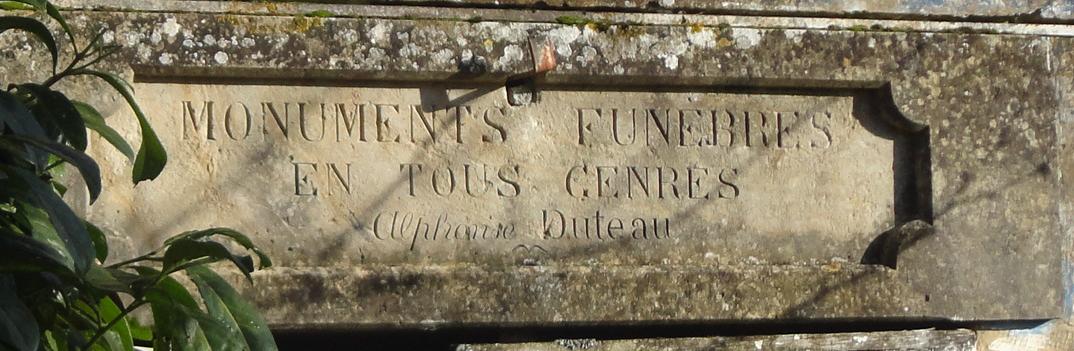 MONUMENTS FUNEBRES
EN TOUS GENRES
Alphonse Duteau